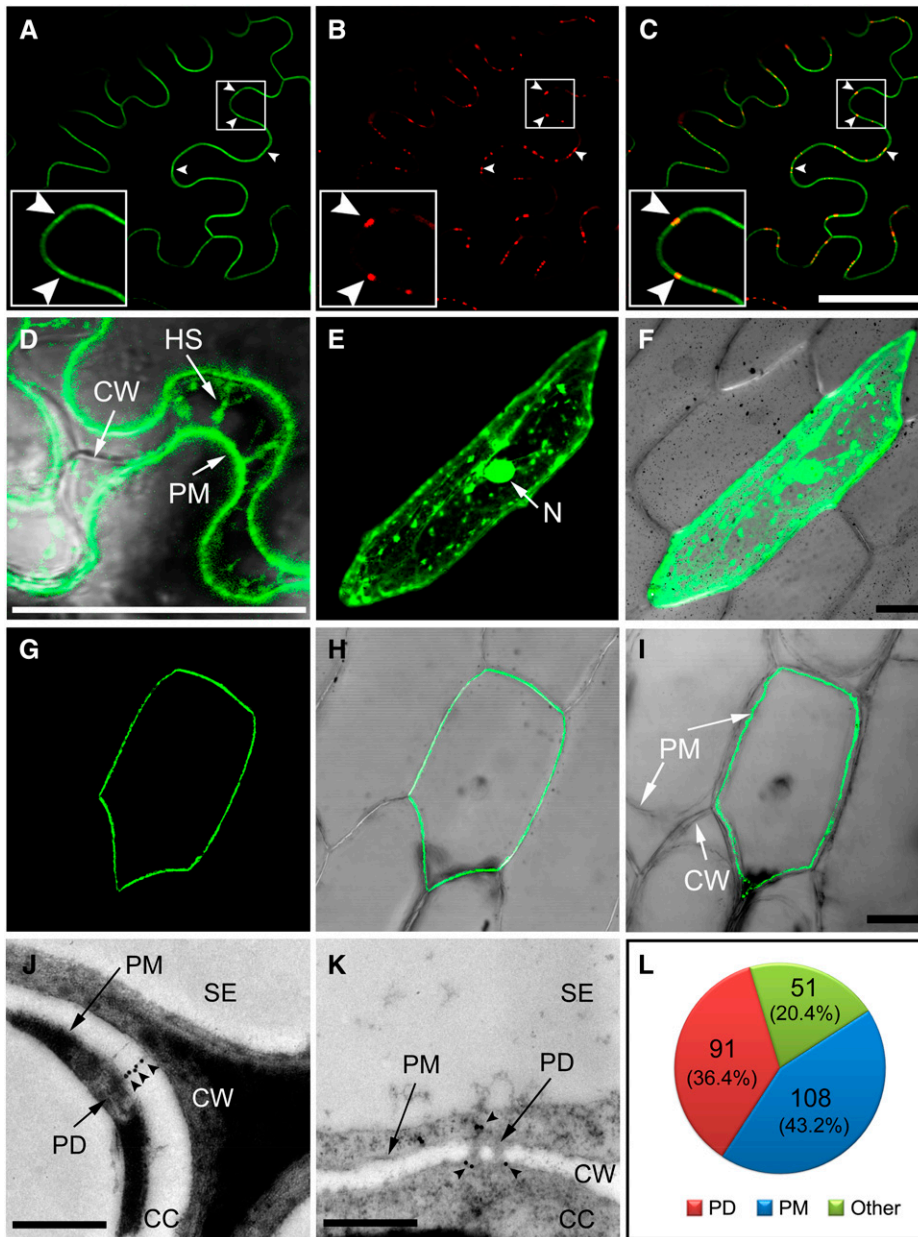 A
B
C
D
HS
CW
PM
E
N
F
G
H
I
PM
CW
J
PM
SE
CW
PD
CC
K
SE
PM
PD
CW
CC
L
51
(20.4%)
91
(36.4%)
108
(43.2%)
PD PM Other